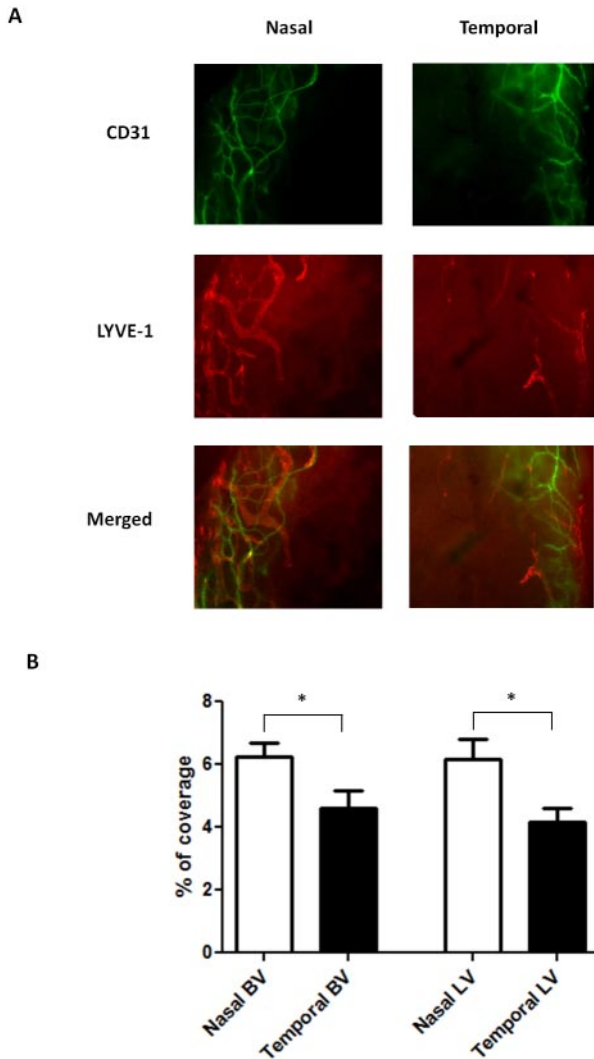 A
Nasal Temporal
CD31
LYVE-1
Merged
B
* *
8
6
4
2
0
% of coverage
Nasal BV
Temporal BV
Nasal LV
Temporal LV